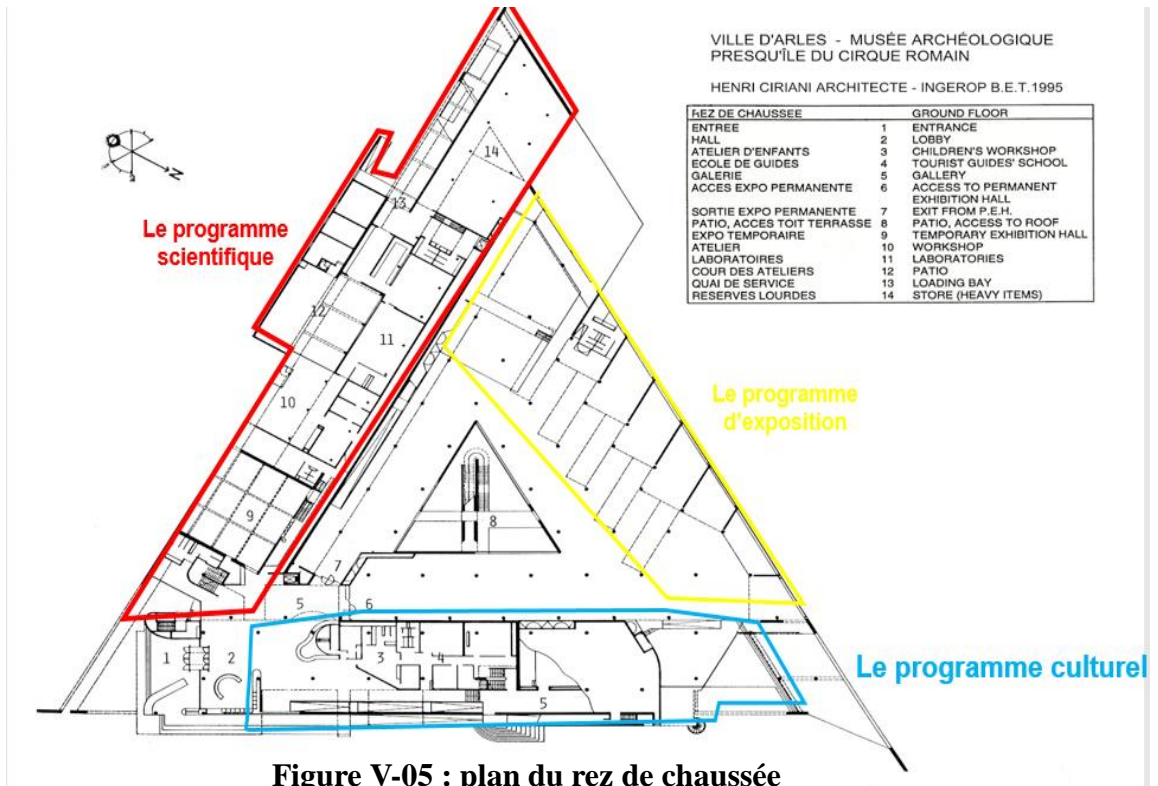 VILLE D'ARLES - MUSÉE ARCHÉOLOGIQUE
PRESQU'ÎLE DU CIRQUE ROMAIN
HENRI CIRIANI ARCHITECTE - INGEROP B.E.T.1995
REZ DE CHAUSSEE GROUND FLOOR
ENTREE 1 ENTRANCE
HALL 2 LOBBY
ATELIER D'ENFANTS 3 CHILDREN'S WORKSHOP
ECOLE DE GUIDES 4 TOURIST GUIDES' SCHOOL
GALERIE 5 GALLERY
ACCES EXPO PERMANENTE 6 ACCESS TO PERMANENT
EXHIBITION HALL
SORTIE EXPO PERMANENTE 7 EXIT FROM P.E.H.
PATIO, ACCES TOIT TERRASSE 8 PATIO, ACCESS TO ROOF
EXPO TEMPORAIRE 9 TEMPORARY EXHIBITION HALL
ATELIER 10 WORKSHOP
LABORATOIRES 11 LABORATORIES
COUR DES ATELIERS 12 PATIO
QUAI DE SERVICE 13 LOADING BAY
RESERVES LOURDES 14 STORE (HEAVY ITEMS)
N
14
13
Le programme
scientifique
12
11
10
Le programme
d'exposition
9
8
7
5
6
1
2
3
4
5
Le programme culturel
Figure V-05 : plan du rez de chaussée